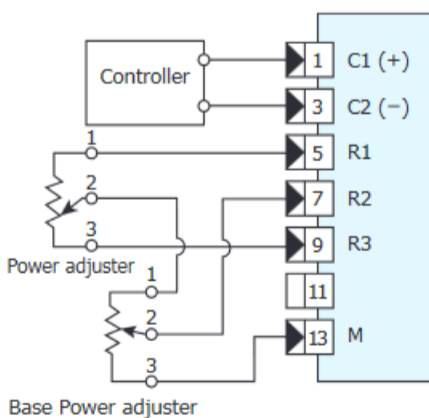 Controller
1 C1 (+)
3 C2 (−)
1
5 R1
2
7 R2
3
9 R3
Power adjuster
1
11
2
13 M
3
Base Power adjuster